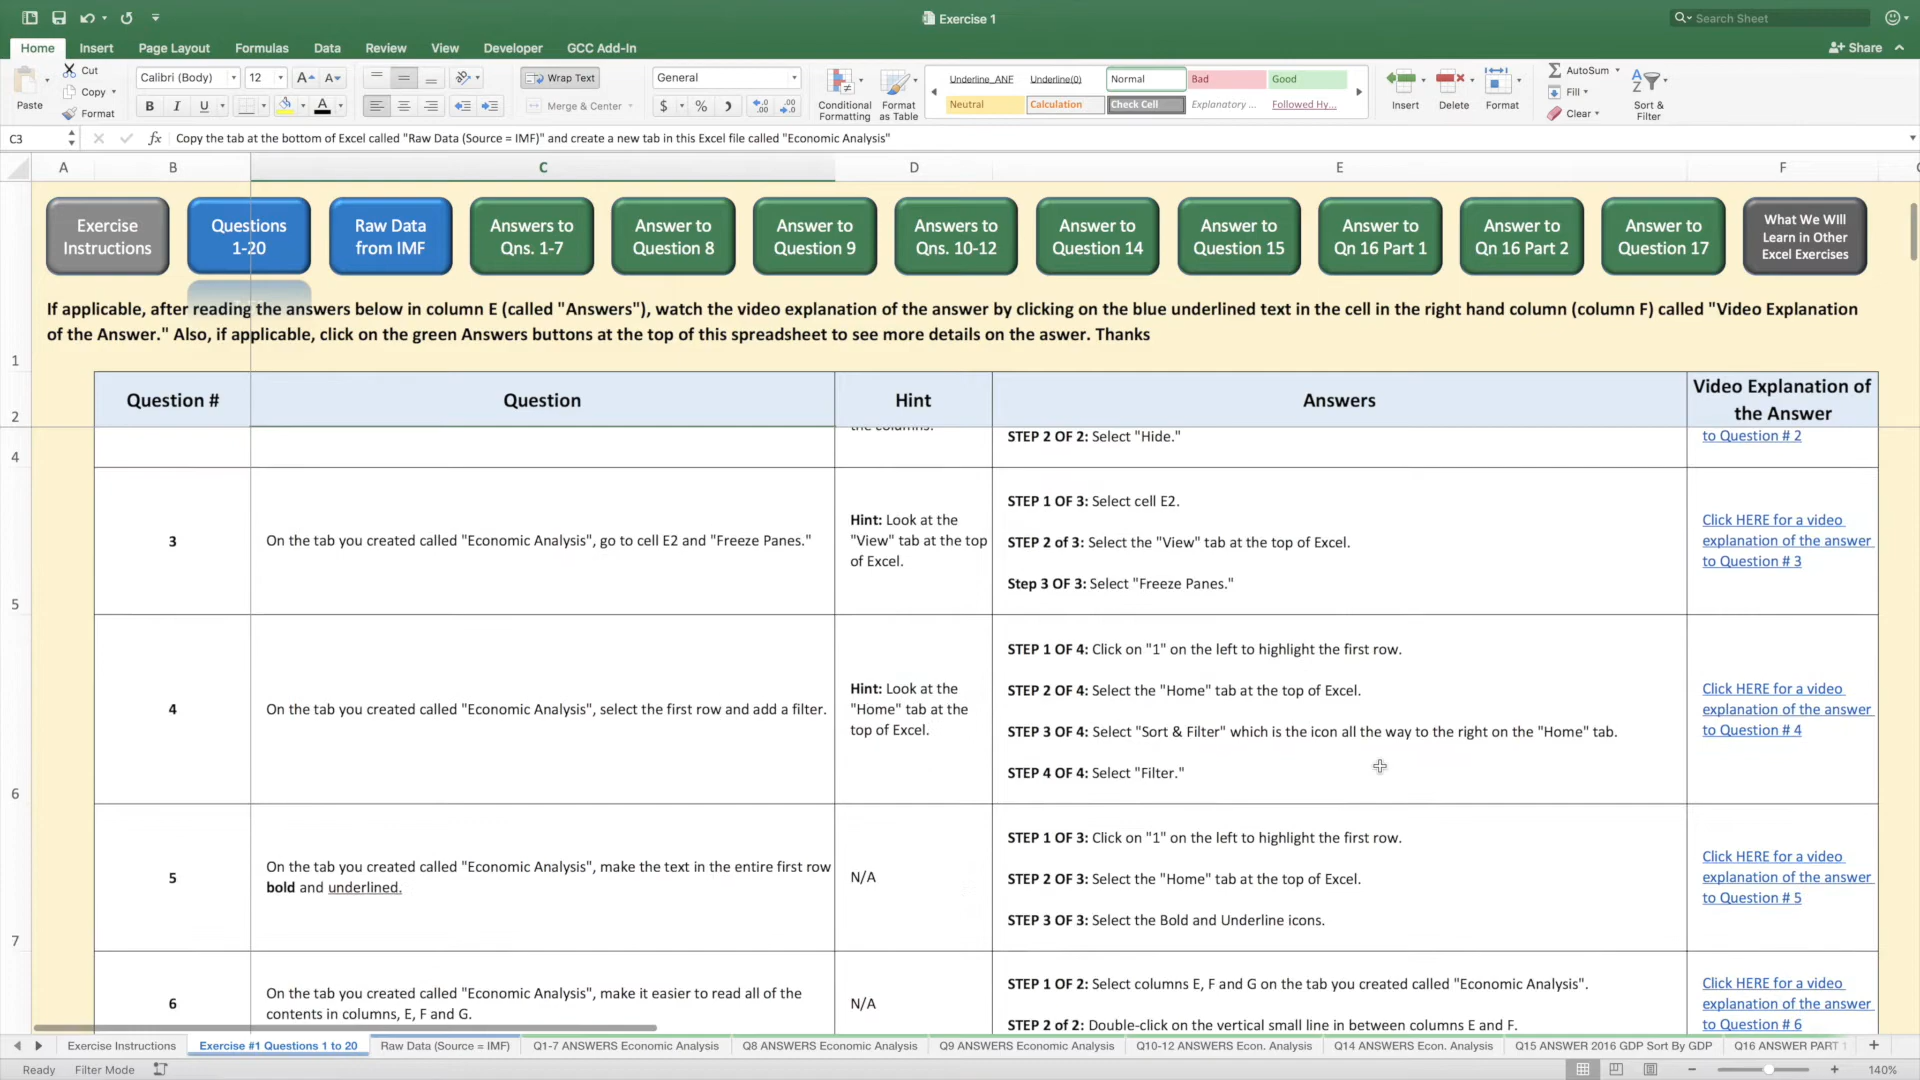 Exercise 1
Search Sheet
Home Insert Page Layout Formulas Data Review View Developer GCC Add-In
Share
Paste
Cut
Copy
Format
Calibri (Body) 12 A A
B I U A
Wrap Text
Merge & Center
General
$ %
Conditional
Formatting
Format
as Table
Underline_ANF Underline(0) Normal Bad Good
Neutral Calculation Check Cell Explanatory ... Followed Hy...
Insert
Delete
Format
AutoSum
Fill
Clear
Sort &
Filter
C3 fx Copy the tab at the bottom of Excel called "Raw Data (Source = IMF)" and create a new tab in this Excel file called "Economic Analysis"
A B C D E F
Exercise
Instructions
Questions
1-20
Raw Data
from IMF
Answers to
Qns. 1-7
Answer to
Question 8
Answer to
Question 9
Answers to
Qns. 10-12
Answer to
Question 14
Answer to
Question 15
Answer to
Qn 16 Part 1
Answer to
Qn 16 Part 2
Answer to
Question 17
What We WIll
Learn in Other
Excel Exercises
If applicable, after reading the answers below in column E (called "Answers"), watch the video explanation of the answer by clicking on the blue underlined text in the cell in the right hand column (column F) called "Video Explanation
of the Answer." Also, if applicable, click on the green Answers buttons at the top of this spreadsheet to see more details on the aswer. Thanks
1
2
Question # Question Hint Answers
Video Explanation of
the Answer
4
the columns.
STEP 2 OF 2: Select "Hide."
to Question # 2
5
3
On the tab you created called "Economic Analysis", go to cell E2 and "Freeze Panes."
Hint: Look at the
"View" tab at the top
of Excel.
STEP 1 OF 3: Select cell E2.
STEP 2 of 3: Select the "View" tab at the top of Excel.
Step 3 OF 3: Select "Freeze Panes."
Click HERE for a video
explanation of the answer
to Question # 3
6
4
On the tab you created called "Economic Analysis", select the first row and add a filter.
Hint: Look at the
"Home" tab at the
top of Excel.
STEP 1 OF 4: Click on "1" on the left to highlight the first row.
STEP 2 OF 4: Select the "Home" tab at the top of Excel.
STEP 3 OF 4: Select "Sort & Filter" which is the icon all the way to the right on the "Home" tab.
STEP 4 OF 4: Select "Filter."
Click HERE for a video
explanation of the answer
to Question # 4
7
5
On the tab you created called "Economic Analysis", make the text in the entire first row
bold and underlined.
N/A
STEP 1 OF 3: Click on "1" on the left to highlight the first row.
STEP 2 OF 3: Select the "Home" tab at the top of Excel.
STEP 3 OF 3: Select the Bold and Underline icons.
Click HERE for a video
explanation of the answer
to Question # 5
6
On the tab you created called "Economic Analysis", make it easier to read all of the
contents in columns, E, F and G.
N/A
STEP 1 OF 2: Select columns E, F and G on the tab you created called "Economic Analysis".
STEP 2 of 2: Double-click on the vertical small line in between columns E and F.
Click HERE for a video
explanation of the answer
to Question # 6
Exercise Instructions Exercise #1 Questions 1 to 20 Raw Data (Source = IMF) Q1-7 ANSWERS Economic Analysis Q8 ANSWERS Economic Analysis Q9 ANSWERS Economic Analysis Q10-12 ANSWERS Econ. Analysis Q14 ANSWERS Econ. Analysis Q15 ANSWER 2016 GDP Sort By GDP Q16 ANSWER PART 1
Ready Filter Mode 140%